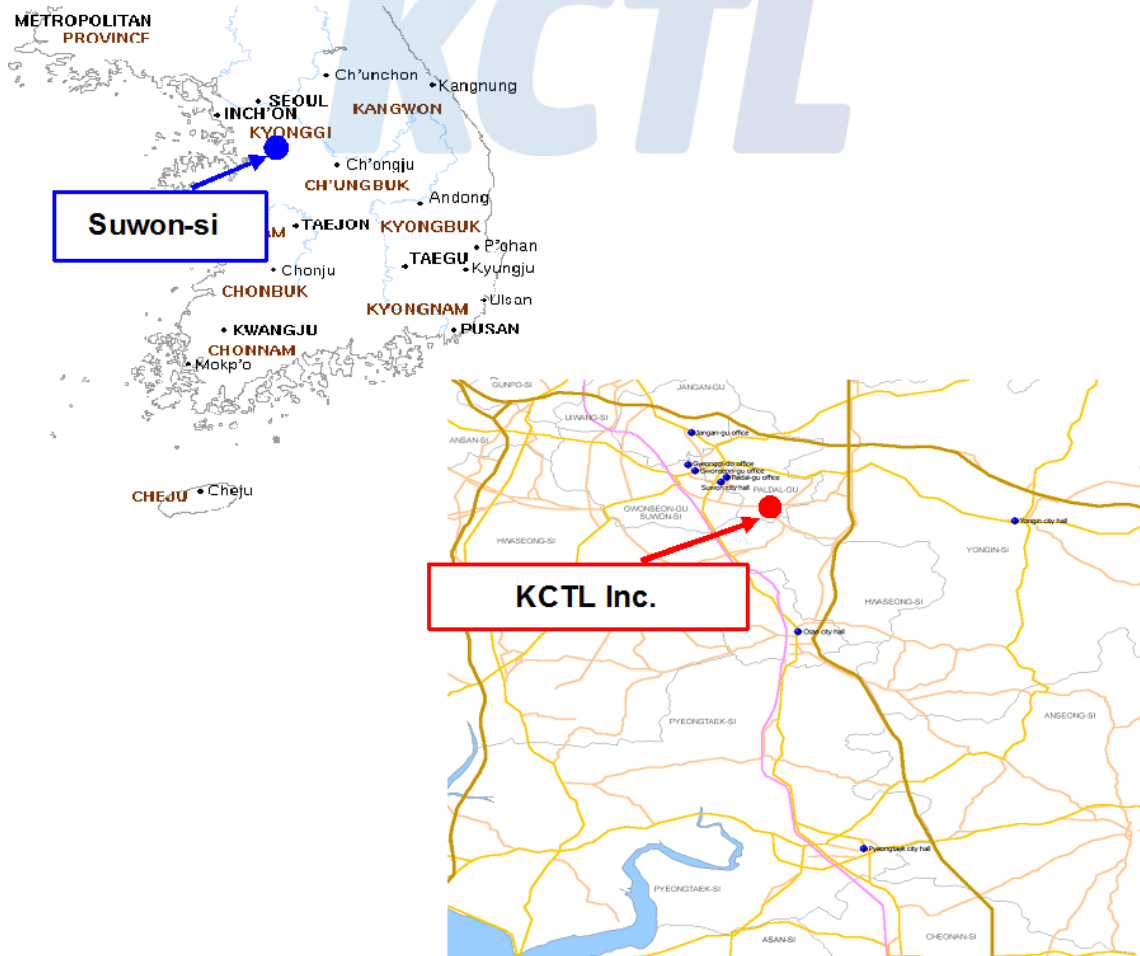 KCTL
METROPOLITAN
PROVINCE
Ch'unchon
Kangnung
SEOUL
KANGWON
INCH'ON
KYONGGI
Ch'ongju
CH'UNGBUK
Suwon-si
Andong
AM
TAEJON
KYONGBUK
P'ohan
TAEGU
Kyungju
Chonju
CHONBUK
Ulsan
KYONGNAM
KWANGJU
PUSAN
CHONNAM
Mokp'o
CHEJU
Cheju
GUNPO-SI
JANGAN-GU
UIWANG-SI
Jangan-gu office
ANSAN-SI
Gyeonggi-do office
Gwonseon-gu office
Paldal-gu office
Suwon city hall
PALDAL-GU
GWONSEON-GU
SUWON-SI
Yongin city hall
HWASEONG-SI
YONGIN-SI
KCTL Inc.
HWASEONG-SI
Osan city hall
PYEONGTAEK-SI
ANSEONG-SI
Pyeongtaek city hall
PYEONGTAEK-SI
ASAN-SI
CHEONAN-SI